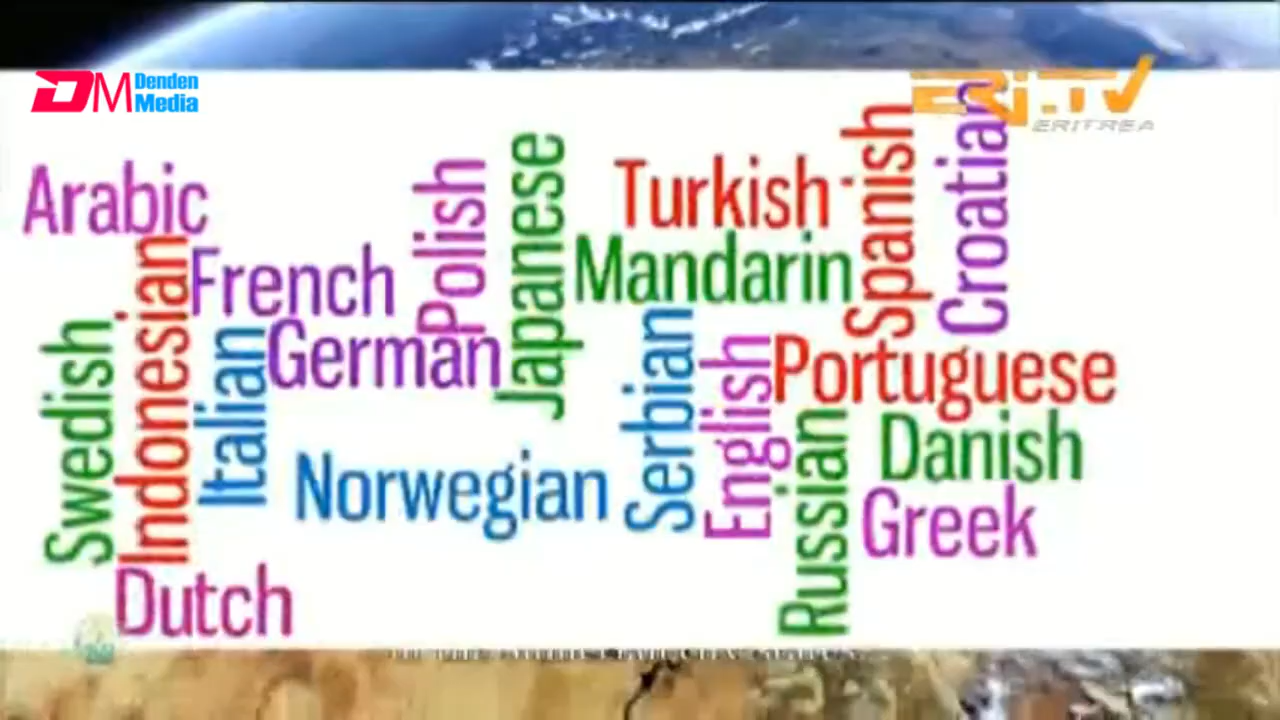 DM Denden Media
ERi-TV
ERITREA
Arabic
Polish
Japanese
Turkish
Spanish
Croatian
Indonesian
French
Mandarin
Swedish
Italian
German
Serbian
English
Portuguese
Norwegian
Russian
Danish
Greek
Dutch